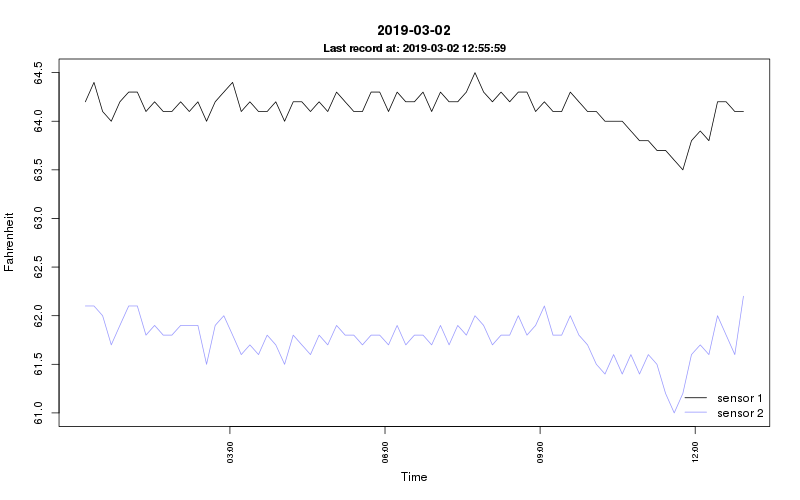 2019-03-02
Last record at: 2019-03-02 12:55:59
Fahrenheit
64.5
64.0
63.5
63.0
62.5
62.0
61.5
61.0
sensor 1
sensor 2
03:00 06:00 09:00 12:00
Time